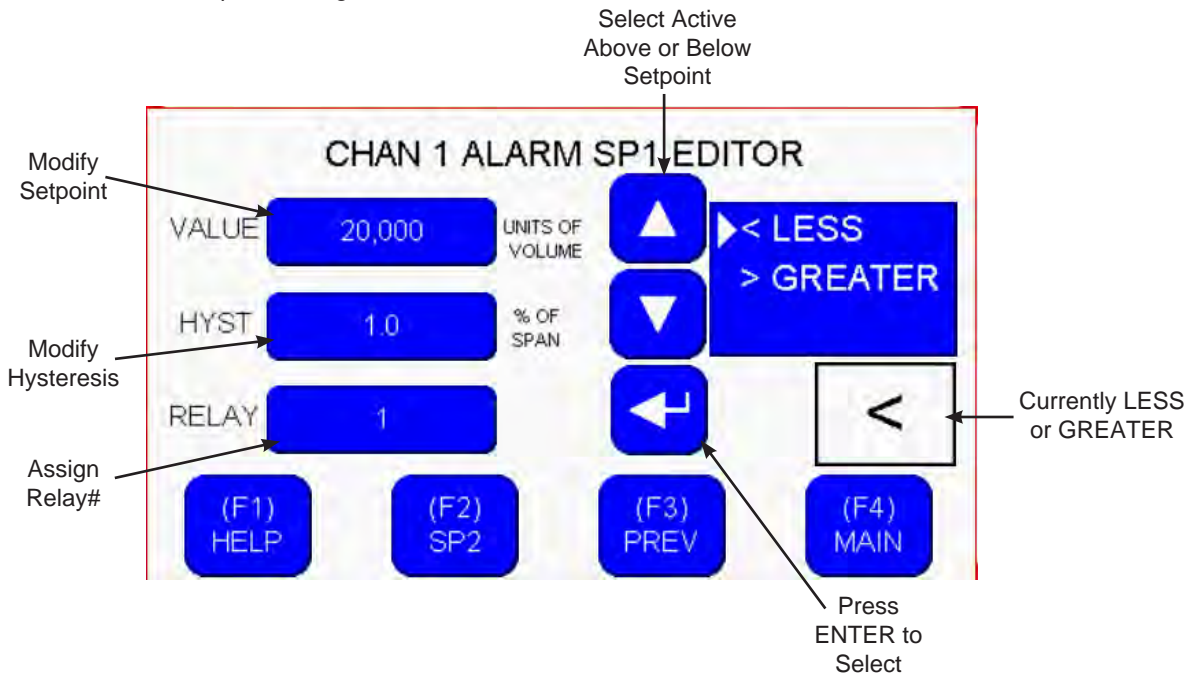 Select Active
Above or Below
Setpoint
CHAN 1 ALARM SP1 EDITOR
Modify
Setpoint
VALUE
20,000
UNITS OF
VOLUME
< LESS
> GREATER
HYST
1.0
% OF
SPAN
Modify
Hysteresis
RELAY
1
<
Currently LESS
or GREATER
Assign
Relay#
(F1)
HELP
(F2)
SP2
(F3)
PREV
(F4)
MAIN
Press
ENTER to
Select